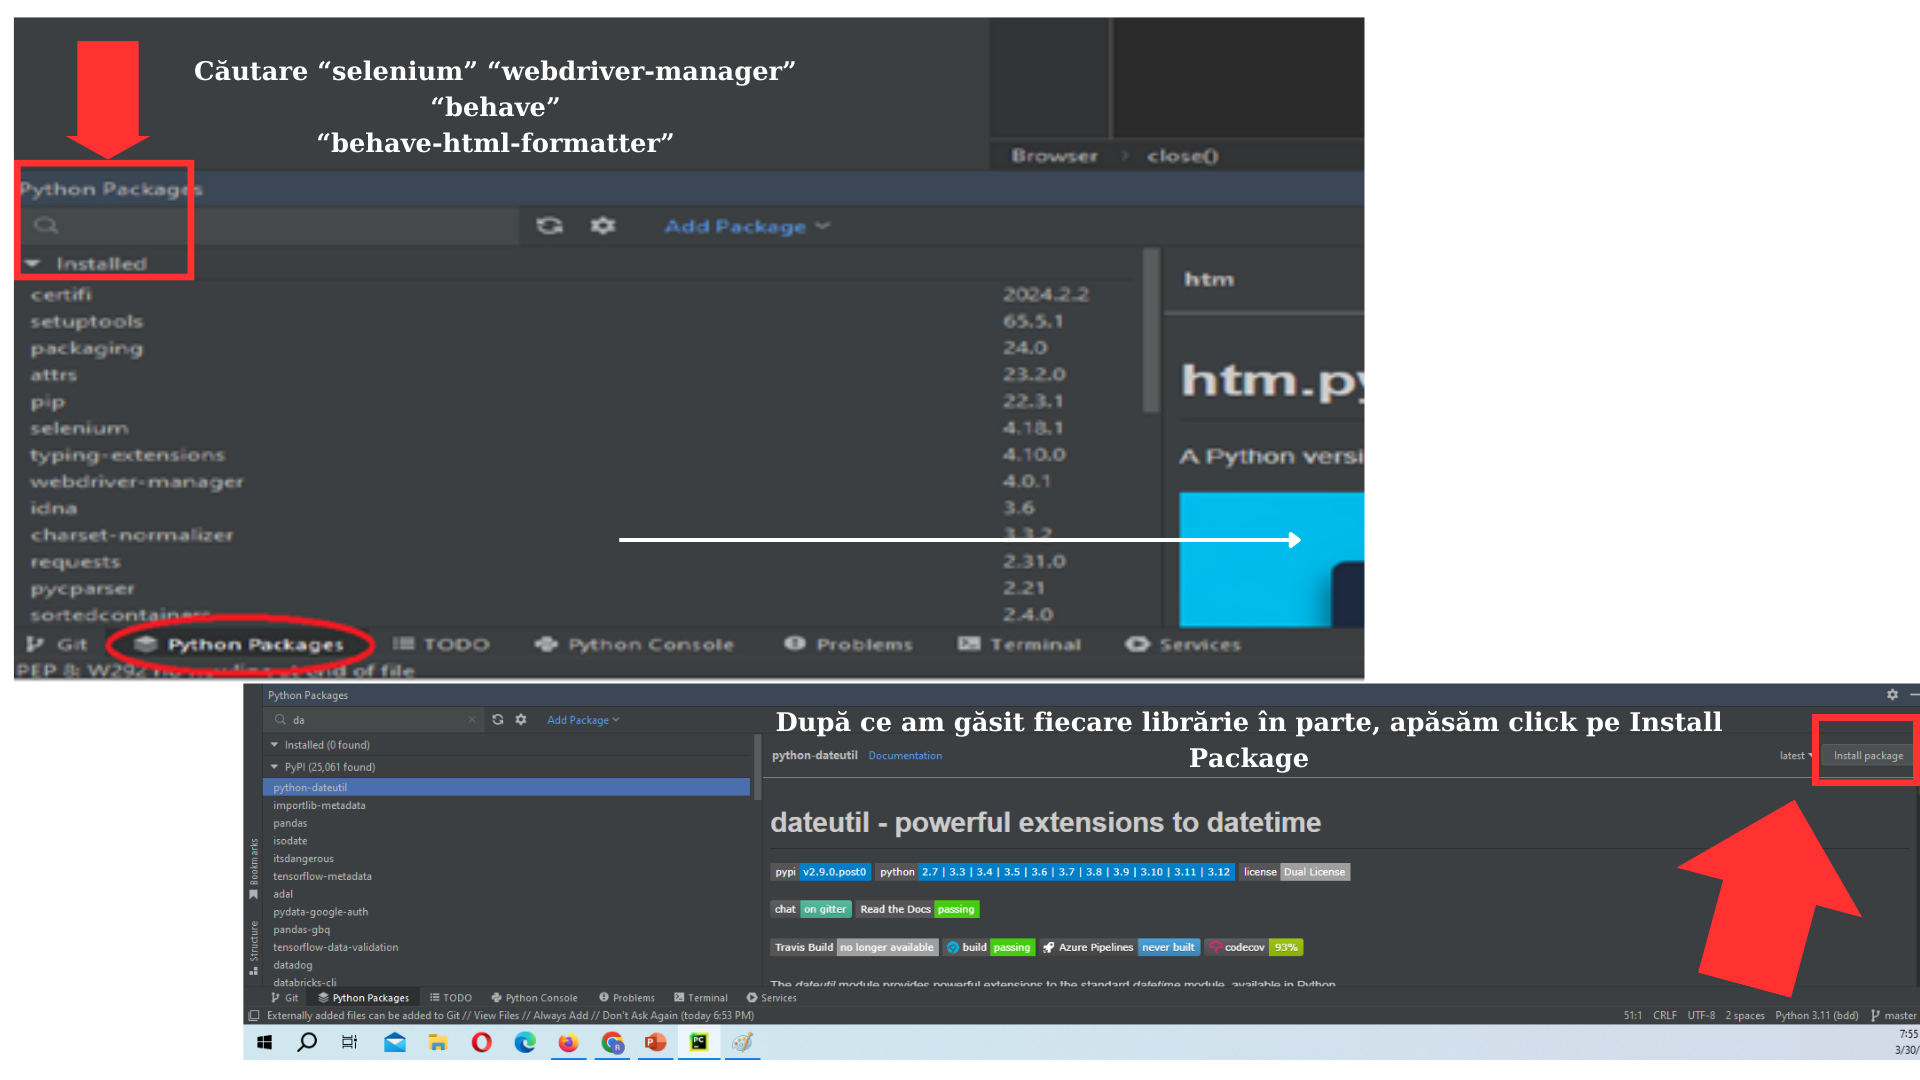 Căutare “selenium” “webdriver-manager”
“behave”
“behave-html-formatter”
Browser > close()
Python Packages
Add Package
Installed
certifi 2024.2.2
setuptools 65.5.1
packaging 24.0
attrs 23.2.0
pip 22.3.1
selenium 4.18.1
typing-extensions 4.10.0
webdriver-manager 4.0.1
idna 3.6
charset-normalizer 3.3.2
requests 2.31.0
pycparser 2.21
sortedcontainers 2.4.0
htm
htm.py
A Python versi
Git Python Packages TODO Python Console Problems Terminal Services
PEP 8: W292 no newline at end of file
Python Packages
da Add Package
Installed (0 found)
PyPI (25,061 found)
python-dateutil
importlib-metadata
pandas
isodate
itsdangerous
tensorflow-metadata
adal
pydata-google-auth
pandas-gbq
tensorflow-data-validation
datadog
databricks-cli
Bookmarks
Structure
După ce am găsit fiecare librărie în parte, apăsăm click pe Install
Package
python-dateutil Documentation
latest Install package
dateutil - powerful extensions to datetime
pypi v2.9.0.post0 python 2.7 | 3.3 | 3.4 | 3.5 | 3.6 | 3.7 | 3.8 | 3.9 | 3.10 | 3.11 | 3.12 license Dual License
chat on gitter Read the Docs passing
Travis Build no longer available build passing Azure Pipelines never built codecov 93%
The dateutil module provides powerful extensions to the standard datetime module, available in Python.
Git Python Packages TODO Python Console Problems Terminal Services
Externally added files can be added to Git // View Files // Always Add // Don't Ask Again (today 6:53 PM)
51:1 CRLF UTF-8 2 spaces Python 3.11 (bdd) master
7:55
3/30/